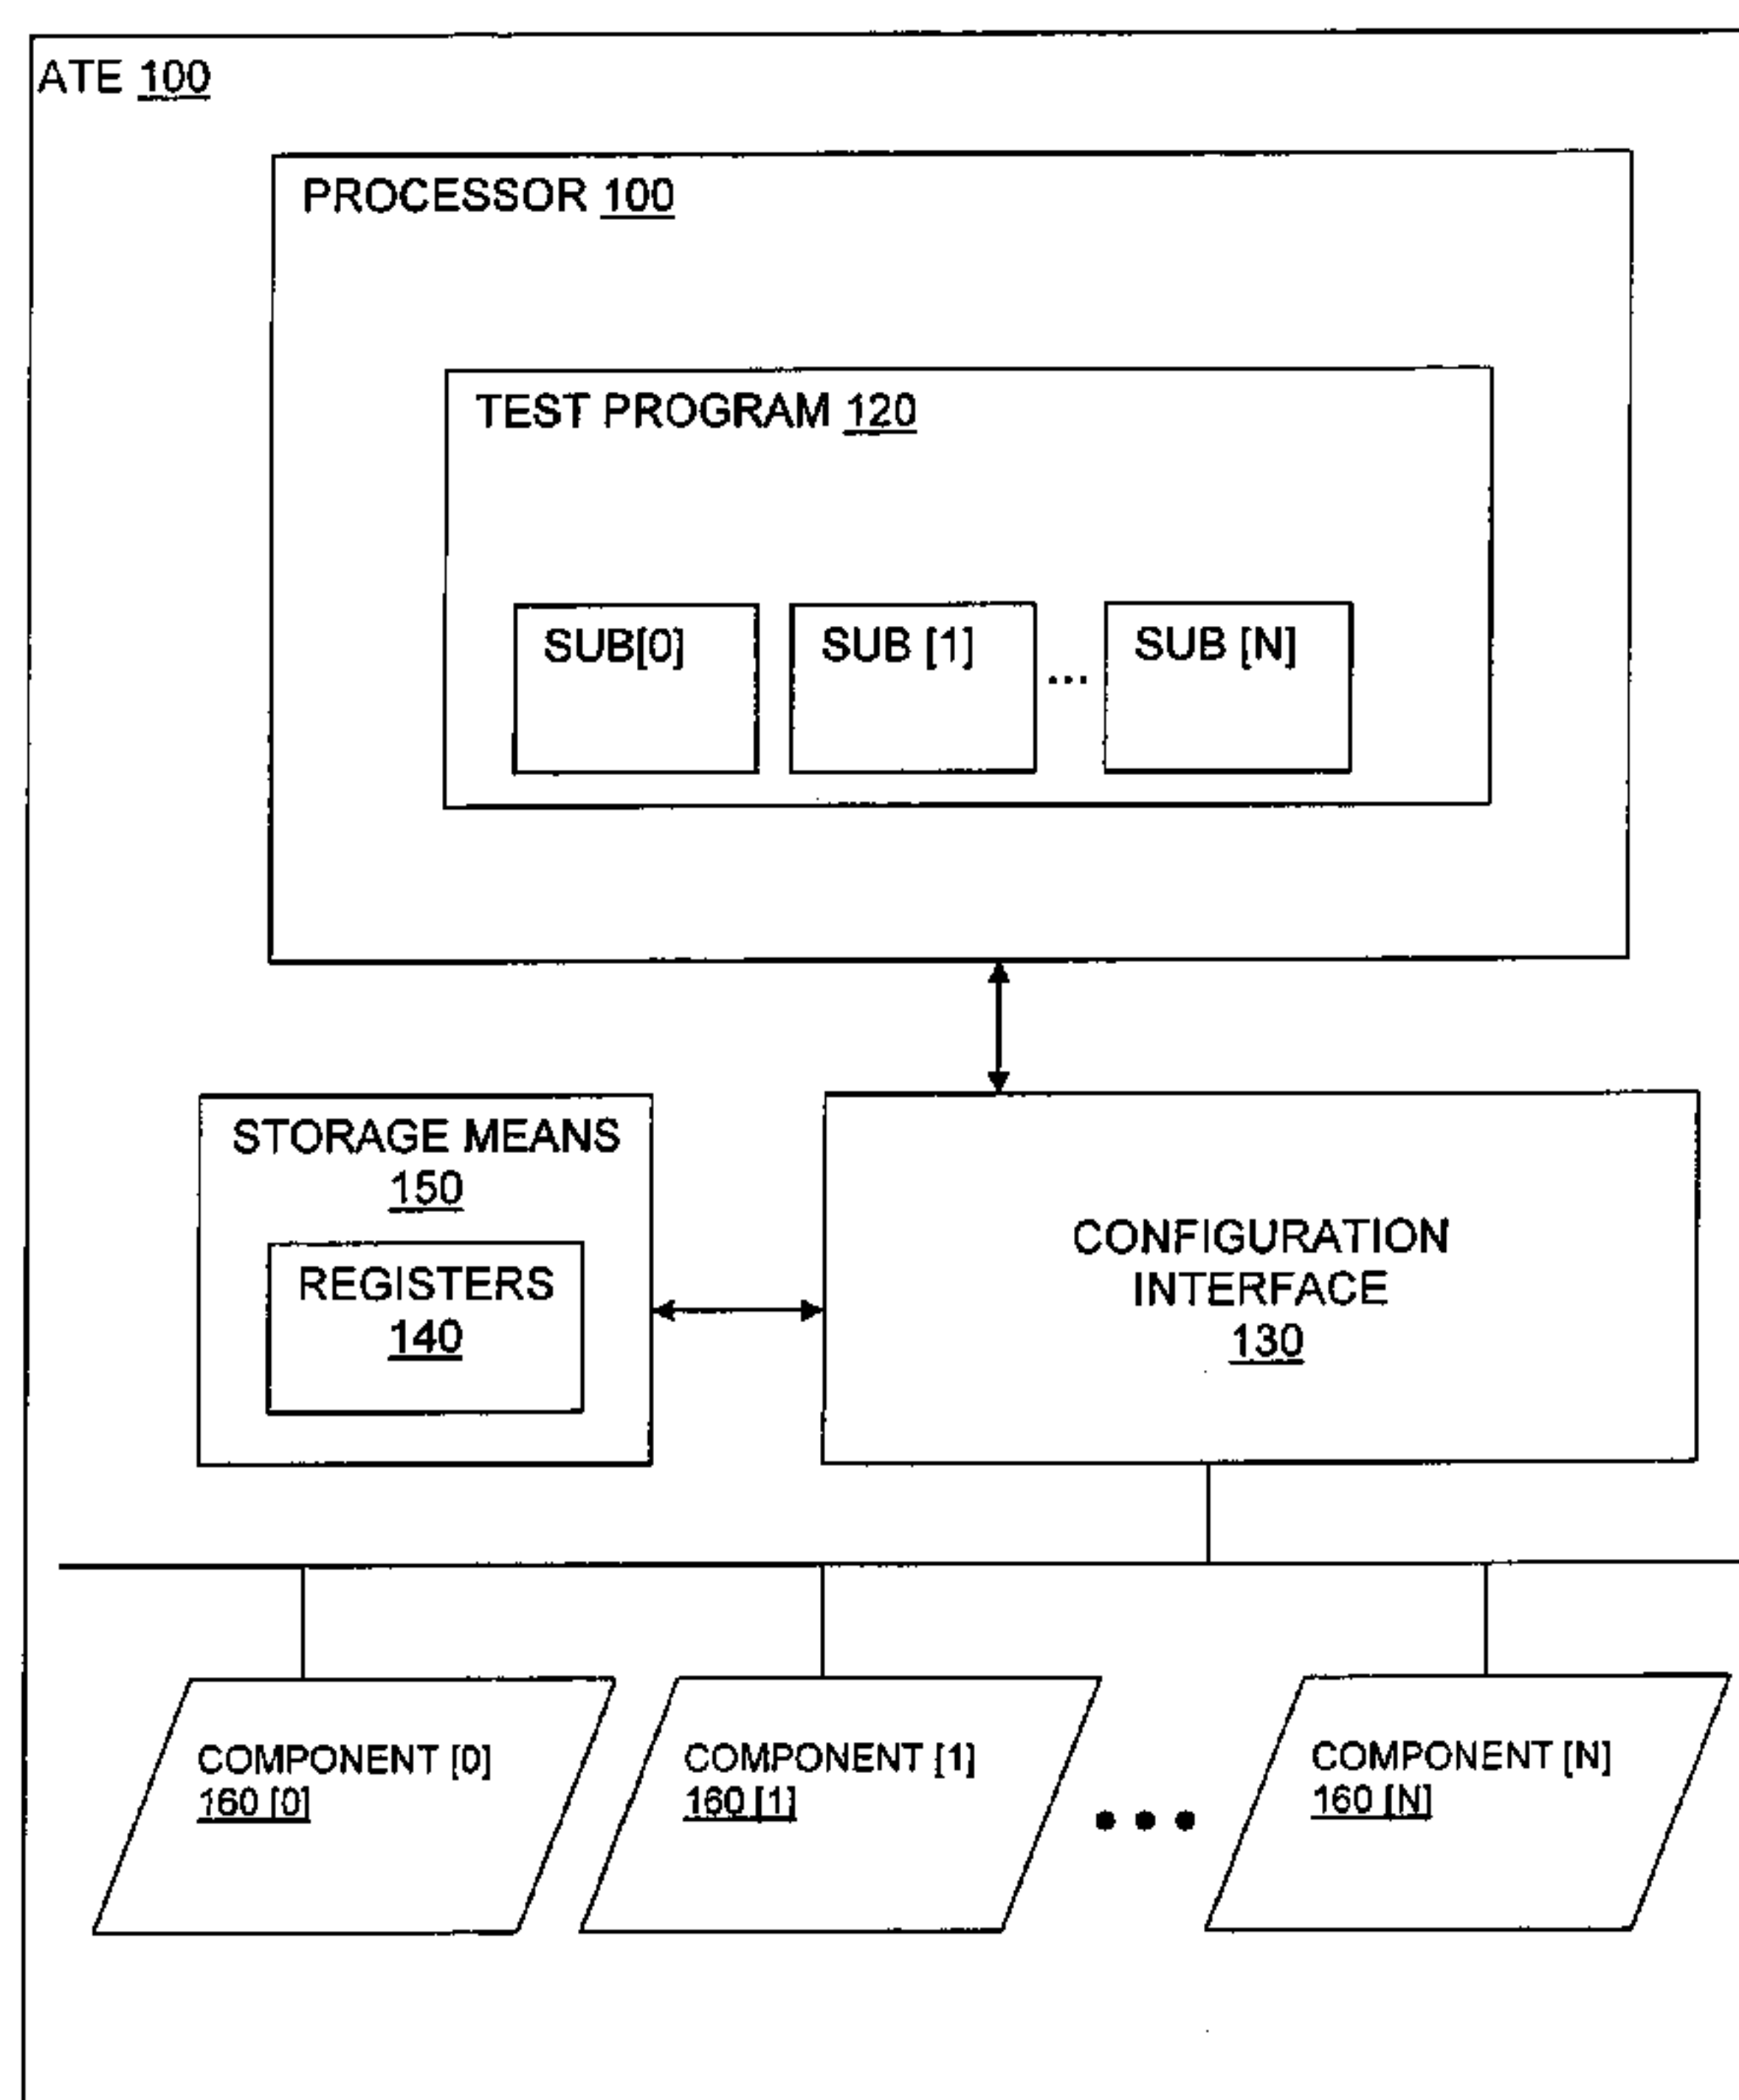 ATE 100
PROCESSOR 100
TEST PROGRAM 120
SUB[0]
SUB [1]
...
SUB [N]
STORAGE MEANS
150
REGISTERS
140
CONFIGURATION
INTERFACE
130
COMPONENT [0]
160 [0]
COMPONENT [1]
160 [1]
•••
COMPONENT [N]
160 [N]